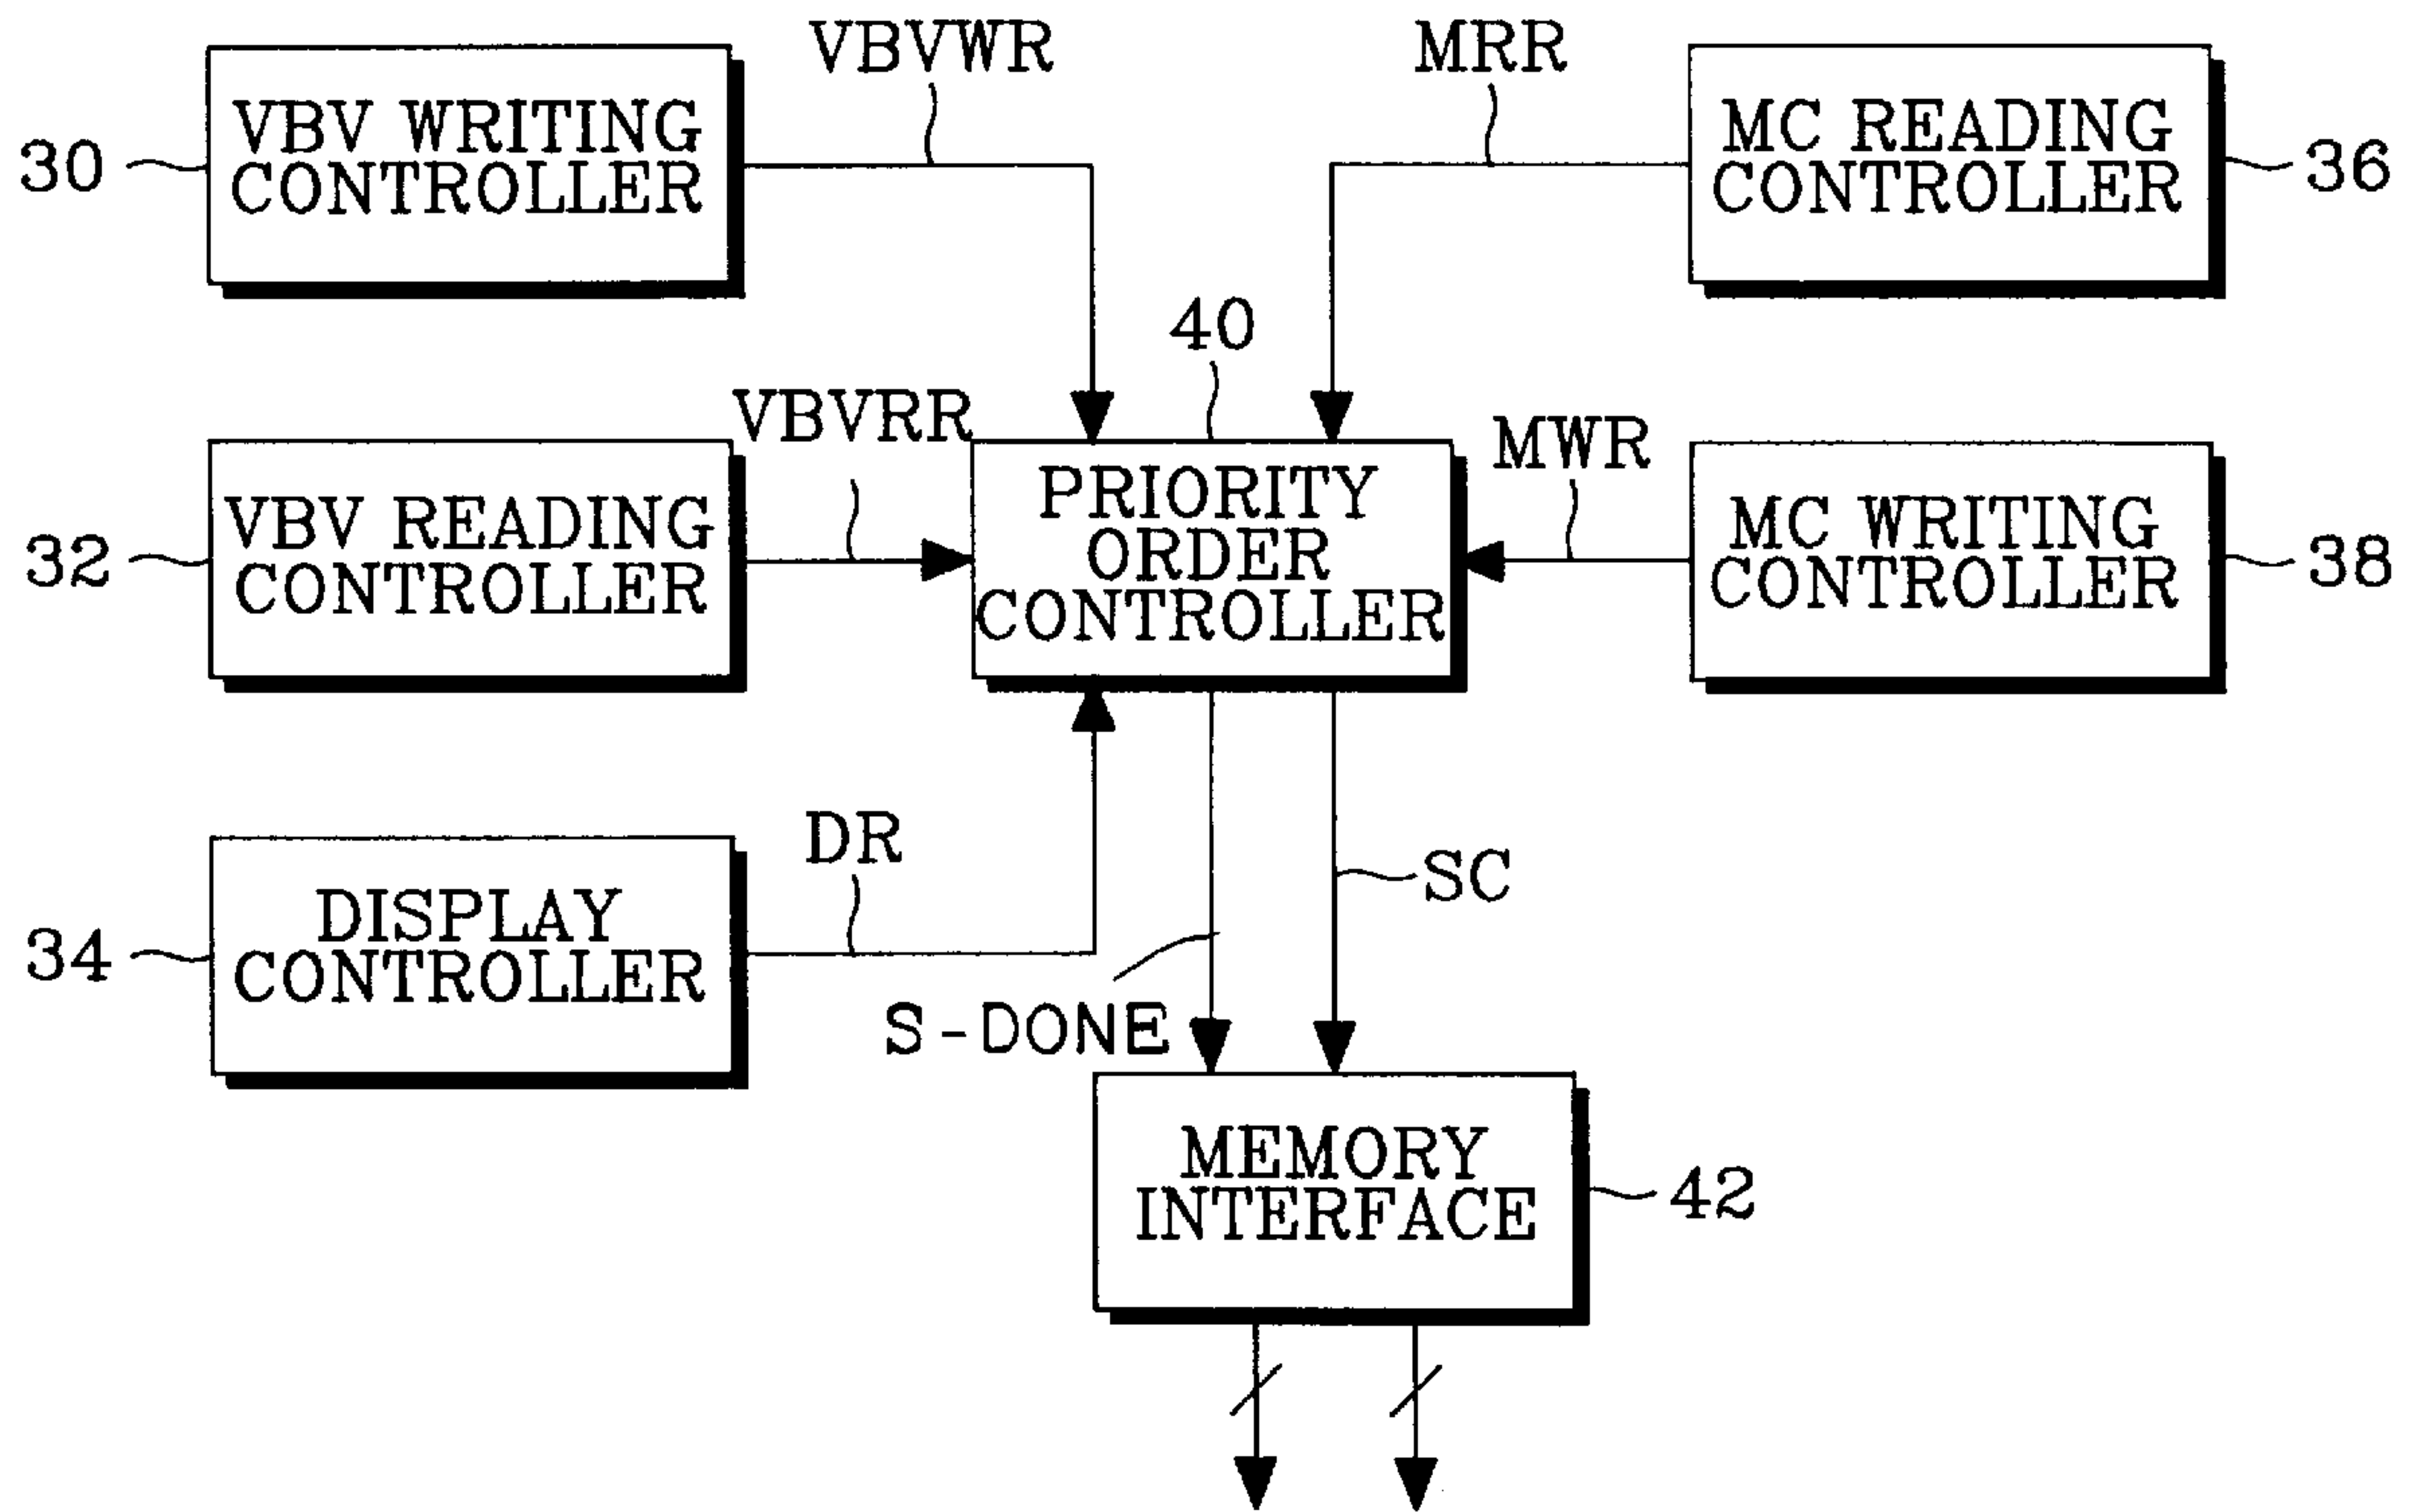 VBVWR
MRR
VBV WRITING
CONTROLLER
30
MC READING
CONTROLLER
36
40
VBVRR
MWR
VBV READING
CONTROLLER
32
PRIORITY
ORDER
CONTROLLER
MC WRITING
CONTROLLER
38
DR
SC
DISPLAY
CONTROLLER
34
S-DONE
MEMORY
INTERFACE
42